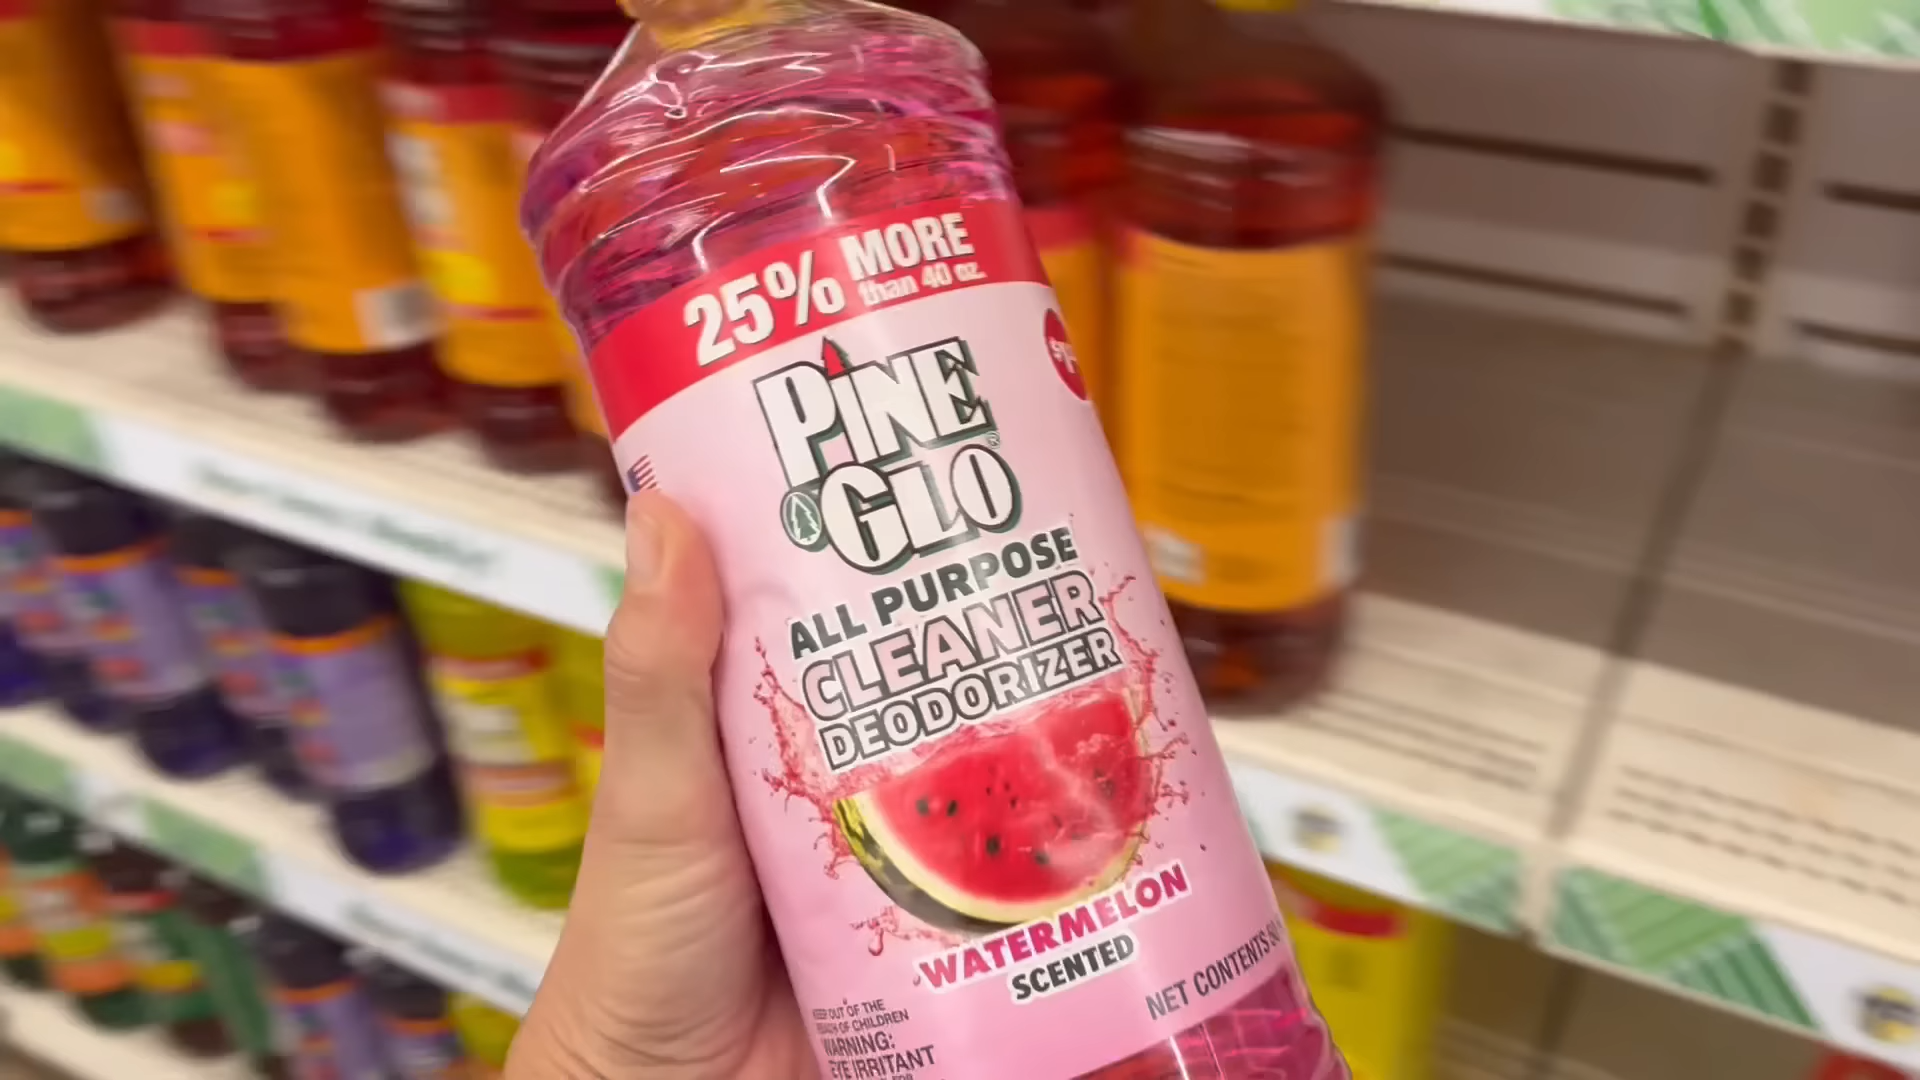 25% MORE
than 40 oz.
PINE
GLO®
ALL PURPOSE
CLEANER
DEODORIZER
WATERMELON
SCENTED
NET CONTENTS
KEEP OUT OF THE
REACH OF CHILDREN
WARNING:
EYE IRRITANT